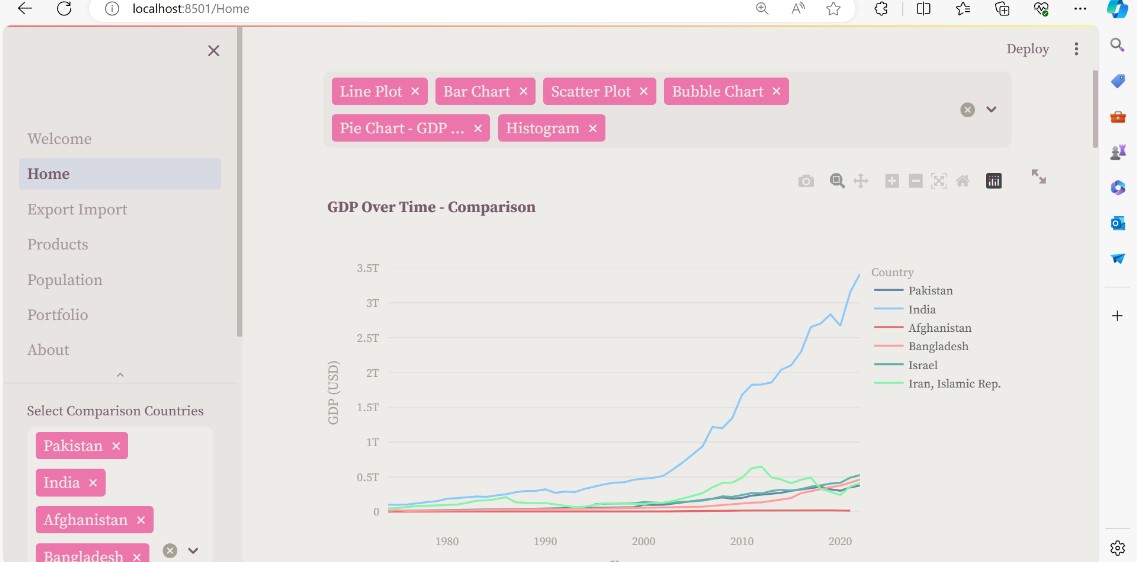 localhost:8501/Home
Deploy
Welcome
Home
Export Import
Products
Population
Portfolio
About
Select Comparison Countries
Pakistan ×
India ×
Afghanistan ×
Bangladesh ×
Line Plot × Bar Chart × Scatter Plot × Bubble Chart ×
Pie Chart - GDP ... × Histogram ×
GDP Over Time - Comparison
GDP (USD)
3.5T
3T
2.5T
2T
1.5T
1T
0.5T
0
1980 1990 2000 2010 2020
Country
Pakistan
India
Afghanistan
Bangladesh
Israel
Iran, Islamic Rep.